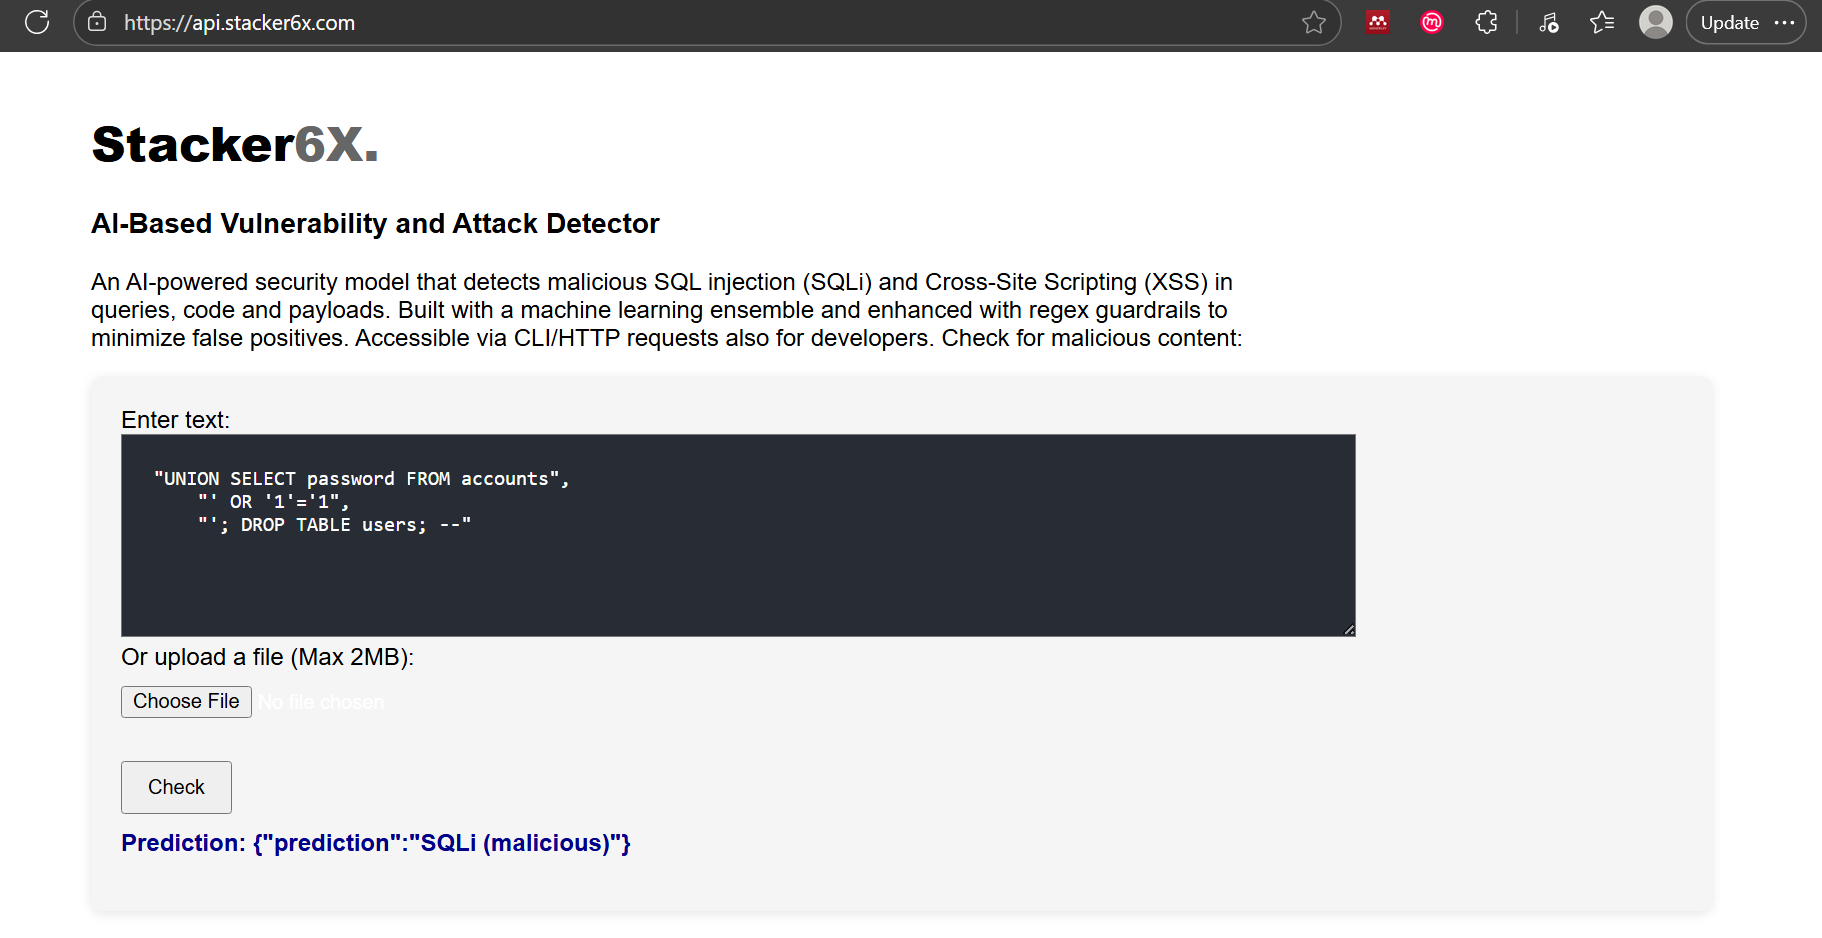 https://api.stacker6x.com
Update
Stacker6X.
AI-Based Vulnerability and Attack Detector
An AI-powered security model that detects malicious SQL injection (SQLi) and Cross-Site Scripting (XSS) in
queries, code and payloads. Built with a machine learning ensemble and enhanced with regex guardrails to
minimize false positives. Accessible via CLI/HTTP requests also for developers. Check for malicious content:
Enter text:
"UNION SELECT password FROM accounts",
"' OR '1'='1",
"'; DROP TABLE users; --"
Or upload a file (Max 2MB):
Choose File No file chosen
Check
Prediction: {"prediction":"SQLi (malicious)"}